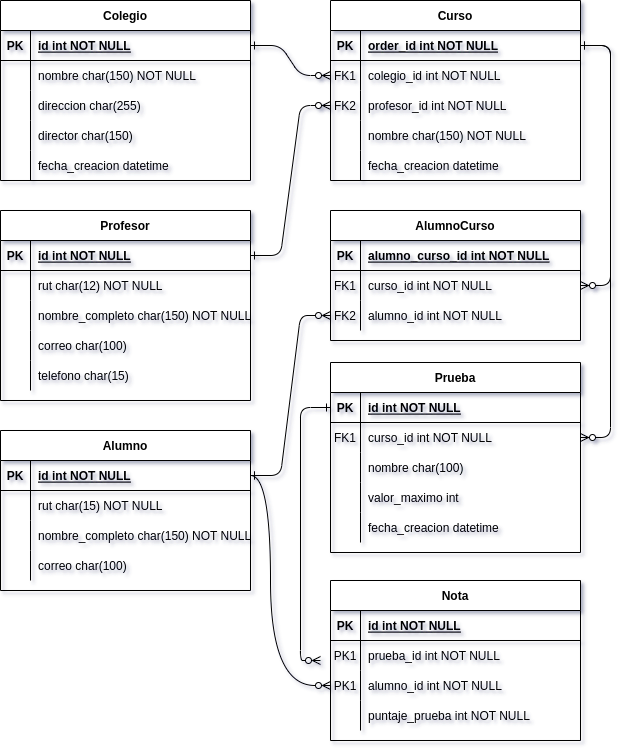 Colegio
PK id int NOT NULL
nombre char(150) NOT NULL
direccion char(255)
director char(150)
fecha_creacion datetime
Profesor
PK id int NOT NULL
rut char(12) NOT NULL
nombre_completo char(150) NOT NULL
correo char(100)
telefono char(15)
Alumno
PK id int NOT NULL
rut char(15) NOT NULL
nombre_completo char(150) NOT NULL
correo char(100)
Curso
PK order_id int NOT NULL
FK1 colegio_id int NOT NULL
FK2 profesor_id int NOT NULL
nombre char(150) NOT NULL
fecha_creacion datetime
AlumnoCurso
PK alumno_curso_id int NOT NULL
FK1 curso_id int NOT NULL
FK2 alumno_id int NOT NULL
Prueba
PK id int NOT NULL
FK1 curso_id int NOT NULL
nombre char(100)
valor_maximo int
fecha_creacion datetime
Nota
PK id int NOT NULL
PK1 prueba_id int NOT NULL
PK1 alumno_id int NOT NULL
puntaje_prueba int NOT NULL